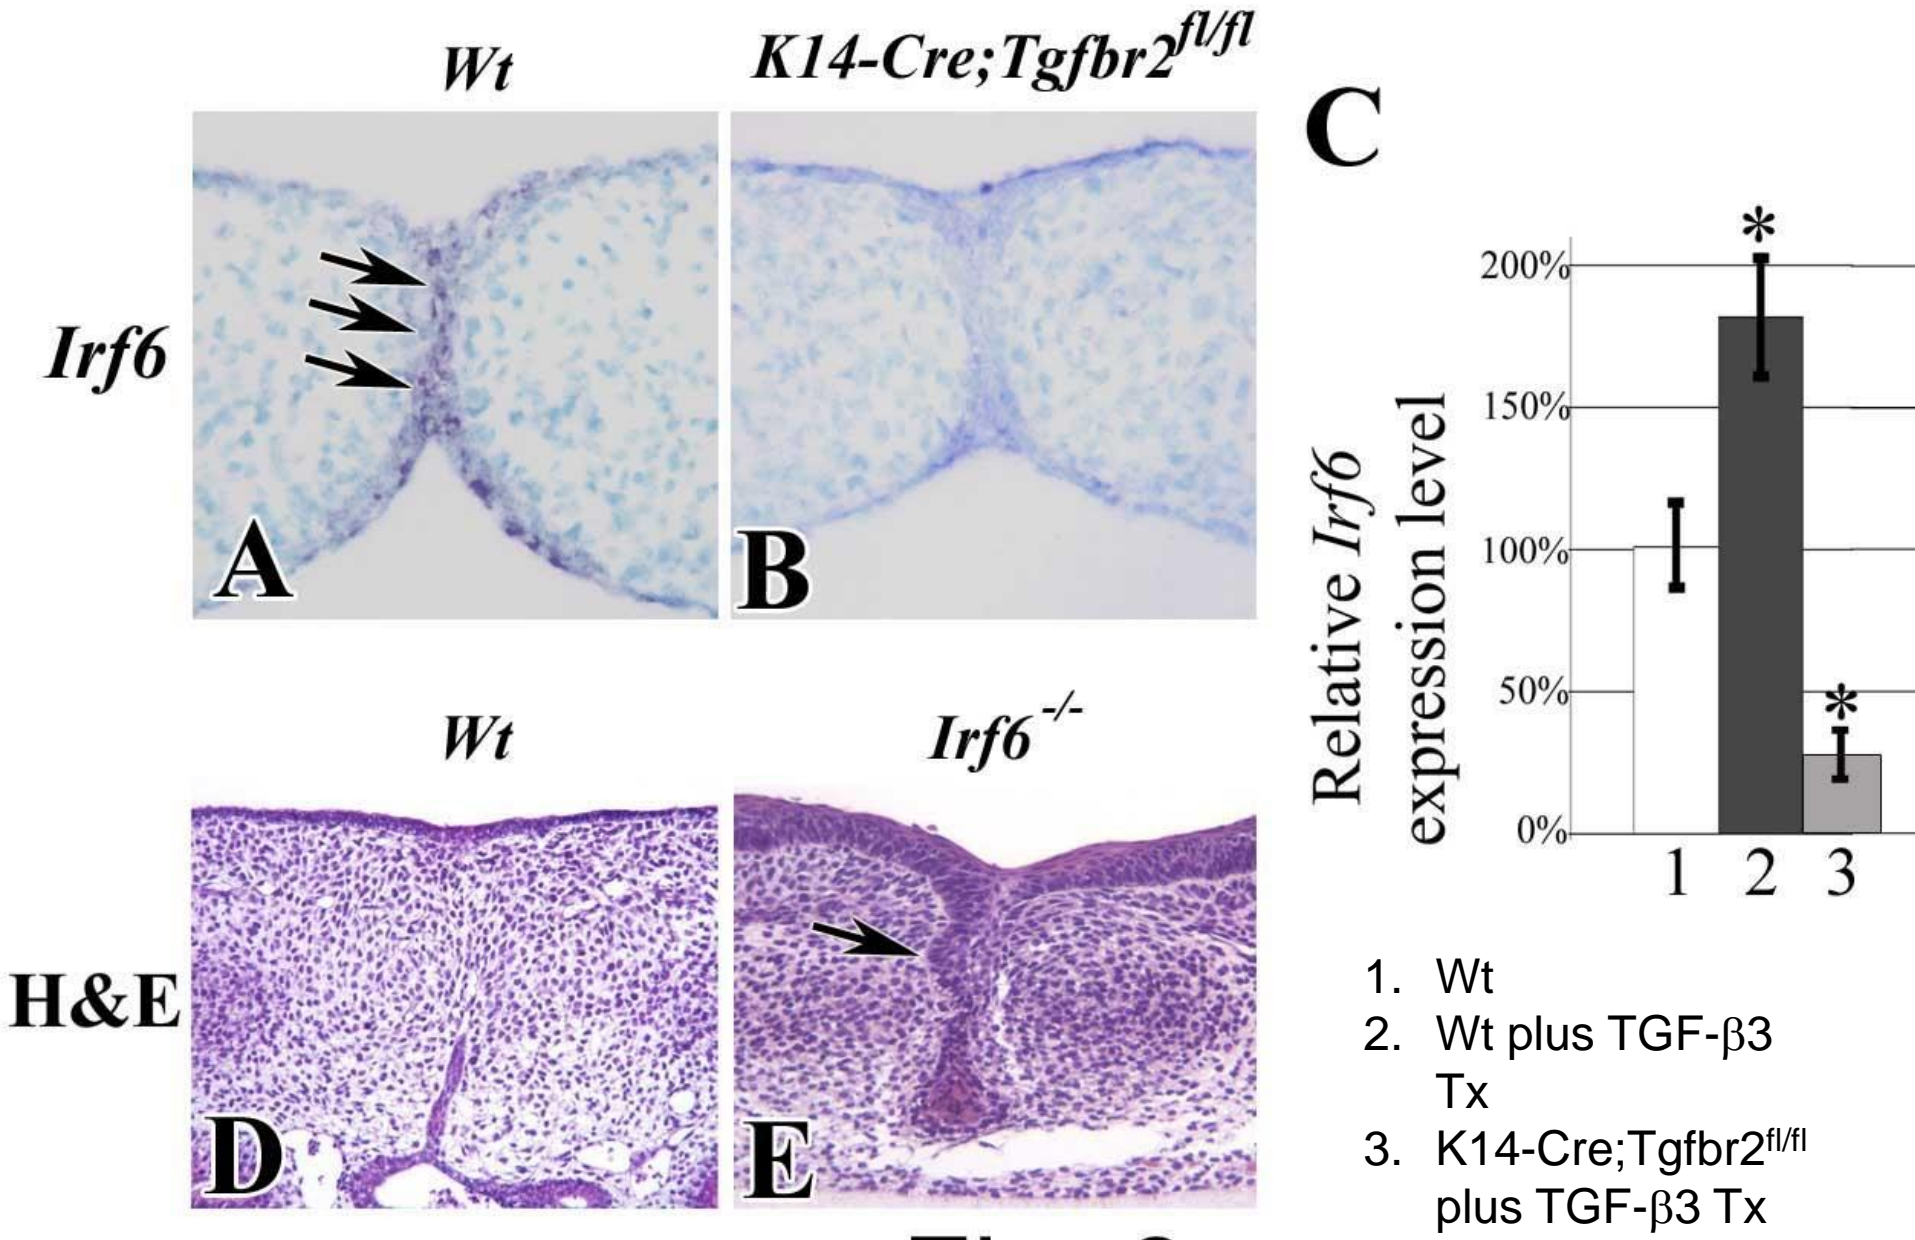 Wt
K14-Cre;Tgfbr2fl/fl
Irf6
A
B
C
Relative Irf6
expression level
200%
150%
100%
50%
0%
*
*
1 2 3
Wt
Irf6 -/-
H&E
D
E
1. Wt
2. Wt plus TGF-β3
Tx
3. K14-Cre;Tgfbr2fl/fl
plus TGF-β3 Tx